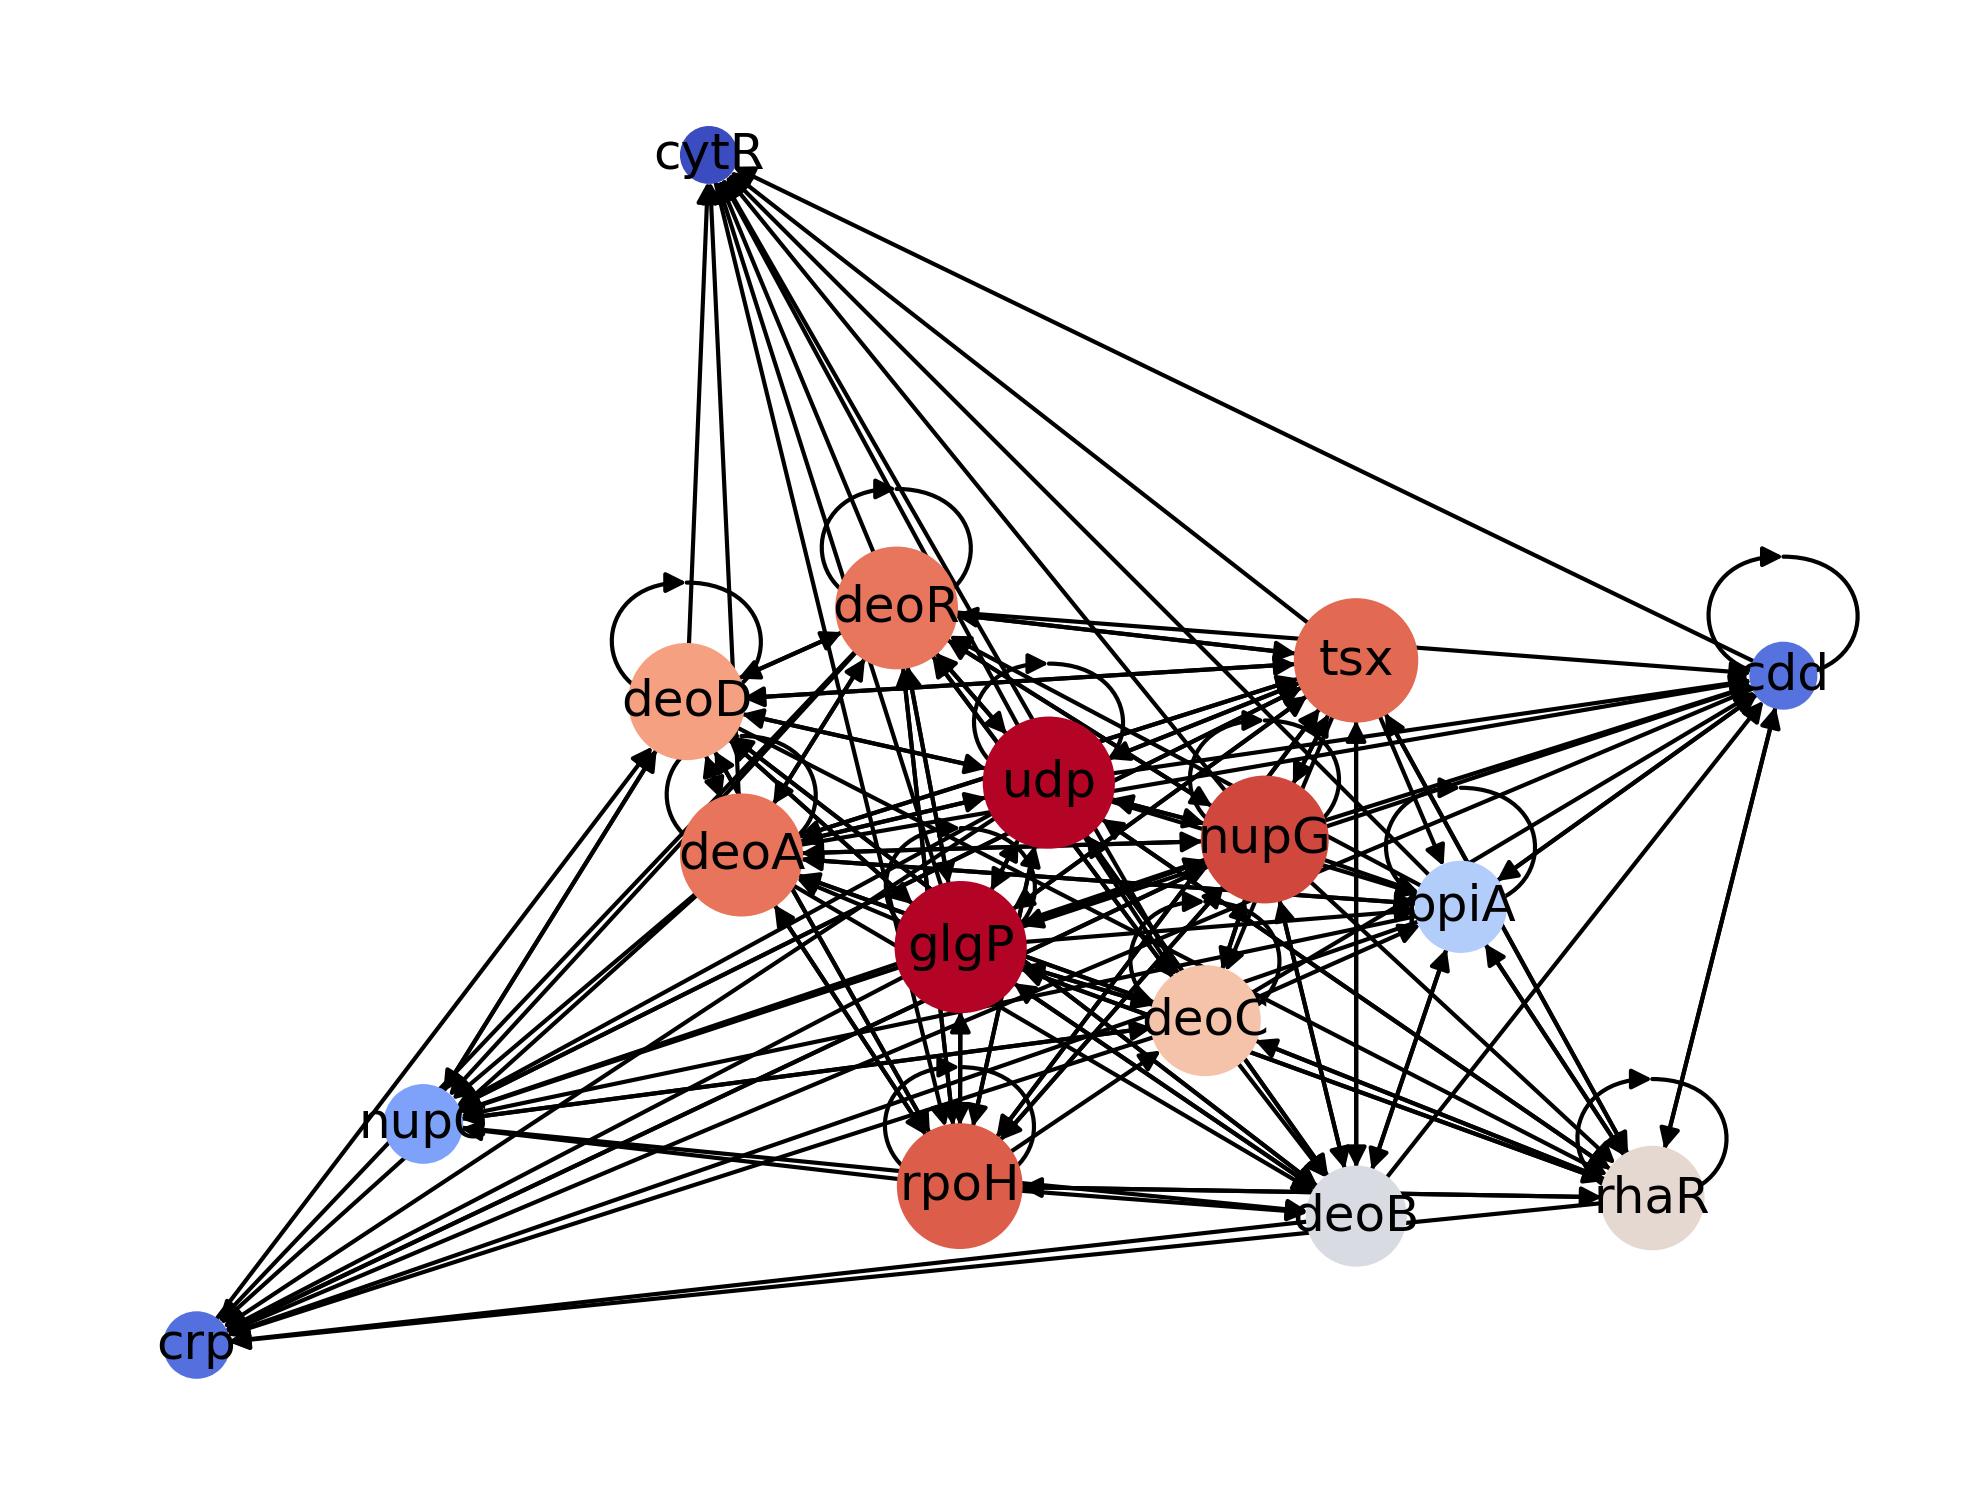 cytR
deoR
tsx
cdd
deoD
udp
nupG
deoA
ppiA
glgP
deoC
nupC
rpoH
rhaR
deoB
crp